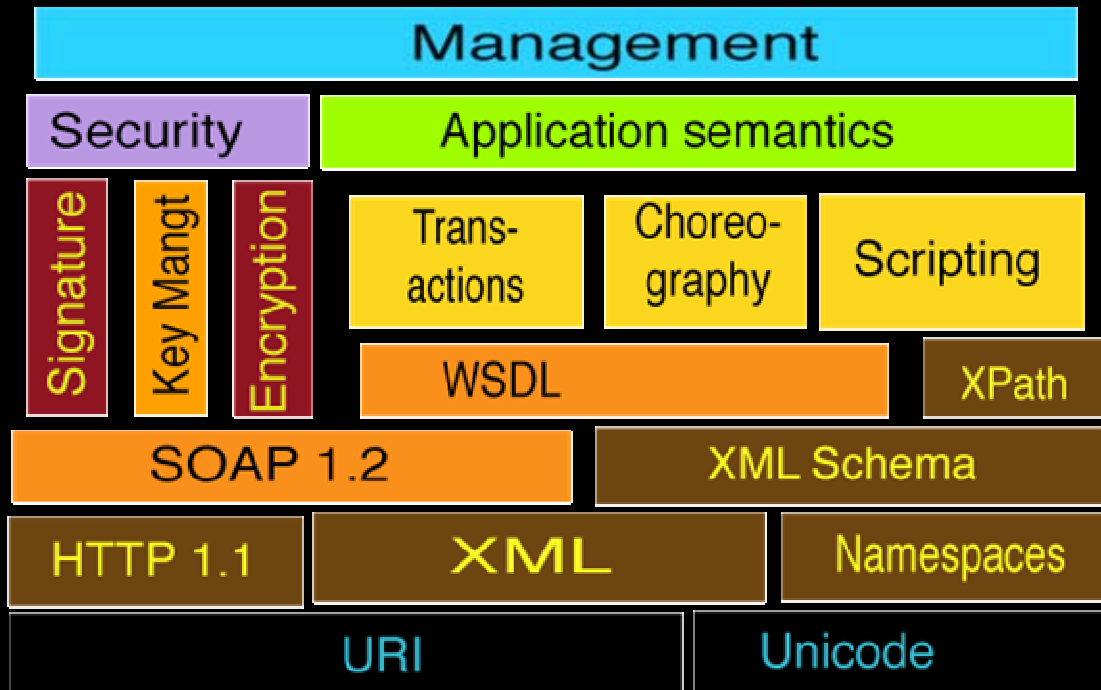 Management
Security
Application semantics
Signature
Key Mangt
Encryption
Trans-
actions
Choreo-
graphy
Scripting
WSDL
XPath
SOAP 1.2
XML Schema
HTTP 1.1
XML
Namespaces
URI
Unicode